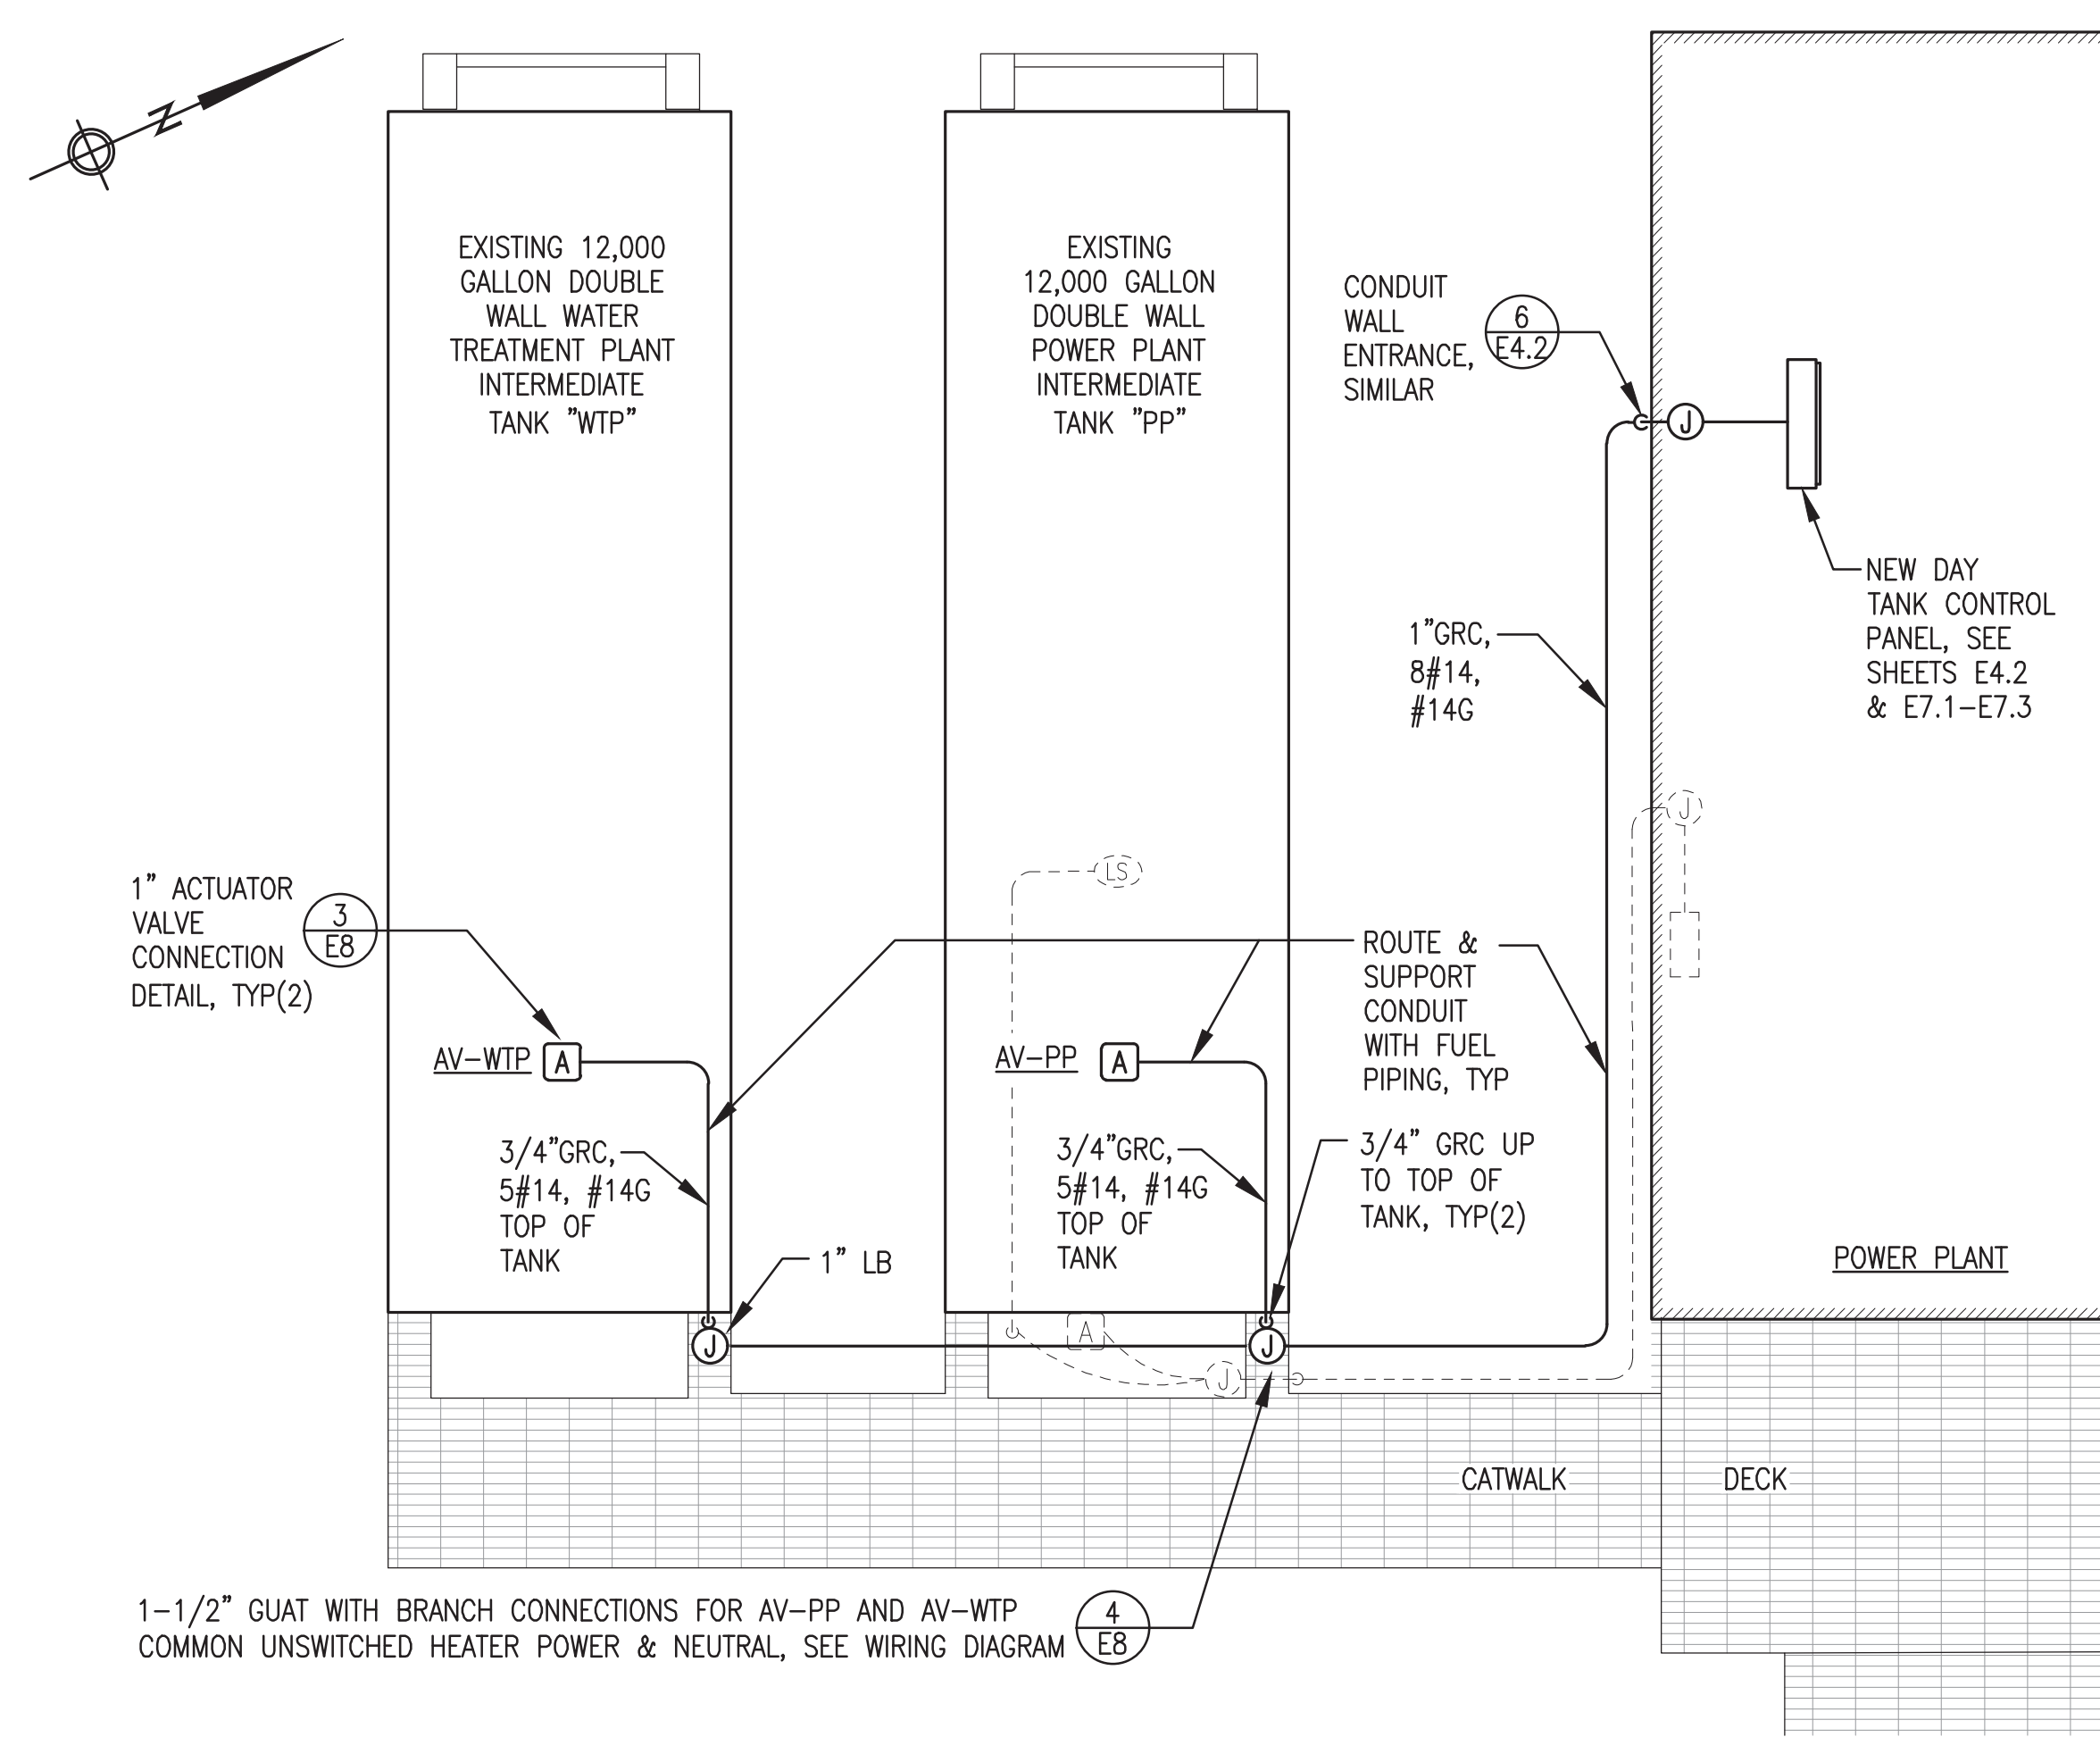 N
EXISTING 12,000
GALLON DOUBLE
WALL WATER
TREATMENT PLANT
INTERMEDIATE
TANK "WTP"
EXISTING
12,000 GALLON
DOUBLE WALL
POWER PLANT
INTERMEDIATE
TANK "PP"
CONDUIT
WALL
ENTRANCE,
SIMILAR
6
E4.2
J
NEW DAY
TANK CONTROL
PANEL, SEE
SHEETS E4.2
& E7.1-E7.3
1"GRC,
8#14,
#14G
J
LS
1" ACTUATOR
VALVE
CONNECTION
DETAIL, TYP(2)
3
E8
ROUTE &
SUPPORT
CONDUIT
WITH FUEL
PIPING, TYP
AV-WTP
A
AV-PP
A
3/4"GRC,
5#14, #14G
TOP OF
TANK
3/4"GRC,
5#14, #14G
TOP OF
TANK
3/4" GRC UP
TO TOP OF
TANK, TYP(2)
1" LB
POWER PLANT
J
A
J
J
CATWALK
DECK
1-1/2" GUAT WITH BRANCH CONNECTIONS FOR AV-PP AND AV-WTP
COMMON UNSWITCHED HEATER POWER & NEUTRAL, SEE WIRING DIAGRAM
4
E8